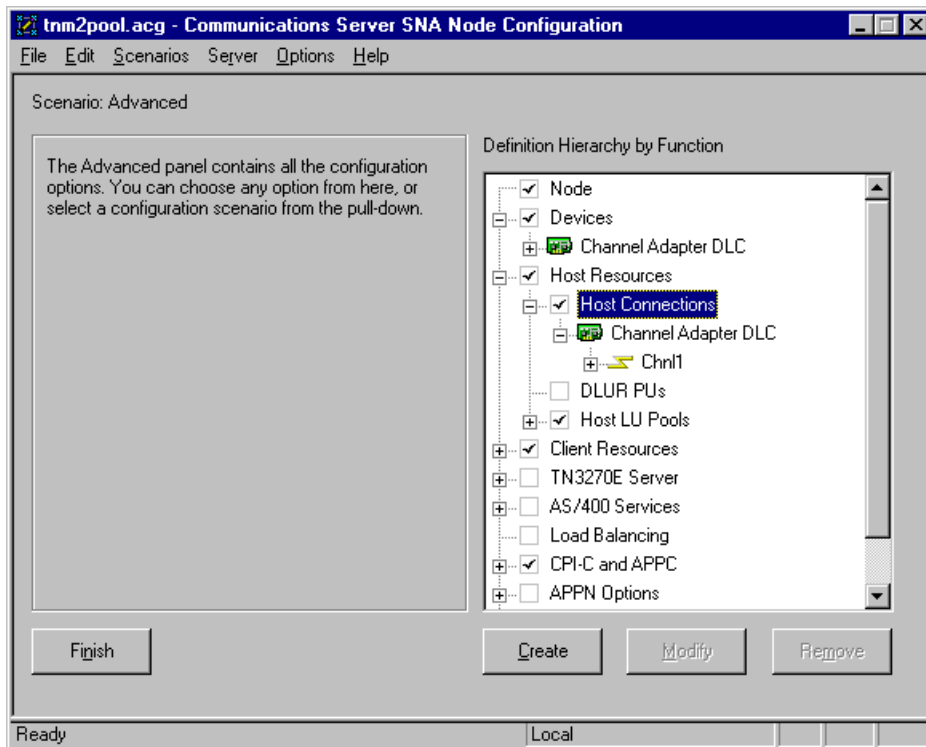 tnm2pool.acg - Communications Server SNA Node Configuration
File Edit Scenarios Server Options Help
Scenario: Advanced
The Advanced panel contains all the configuration
options. You can choose any option from here, or
select a configuration scenario from the pull-down.
Definition Hierarchy by Function
Node
Devices
Channel Adapter DLC
Host Resources
Host Connections
Channel Adapter DLC
Chnl1
DLUR PUs
Host LU Pools
Client Resources
TN3270E Server
AS/400 Services
Load Balancing
CPI-C and APPC
APPN Options
Finish Create Modify Remove
Ready Local